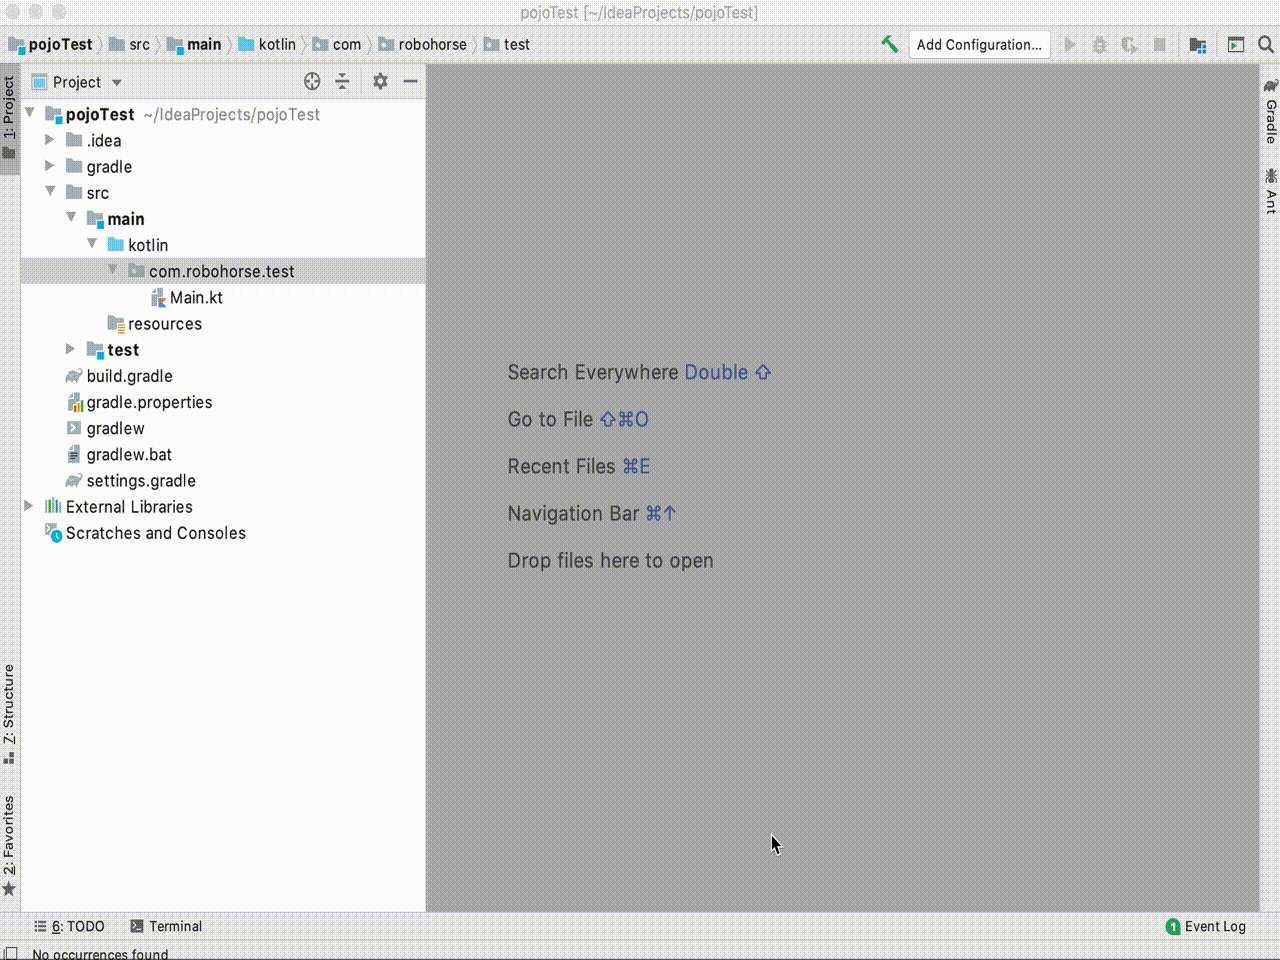 pojoTest [~/IdeaProjects/pojoTest]
pojoTest src main kotlin com robohorse test Add Configuration...
Project
1: Project
pojoTest ~/IdeaProjects/pojoTest
.idea
gradle
src
main
kotlin
com.robohorse.test
Main.kt
resources
test
build.gradle
gradle.properties
gradlew
gradlew.bat
settings.gradle
External Libraries
Scratches and Consoles
Search Everywhere Double ⇧
Go to File ⇧⌘O
Recent Files ⌘E
Navigation Bar ⌘↑
Drop files here to open
Gradle
Ant
Z: Structure
2: Favorites
6: TODO Terminal 1 Event Log
No occurrences found